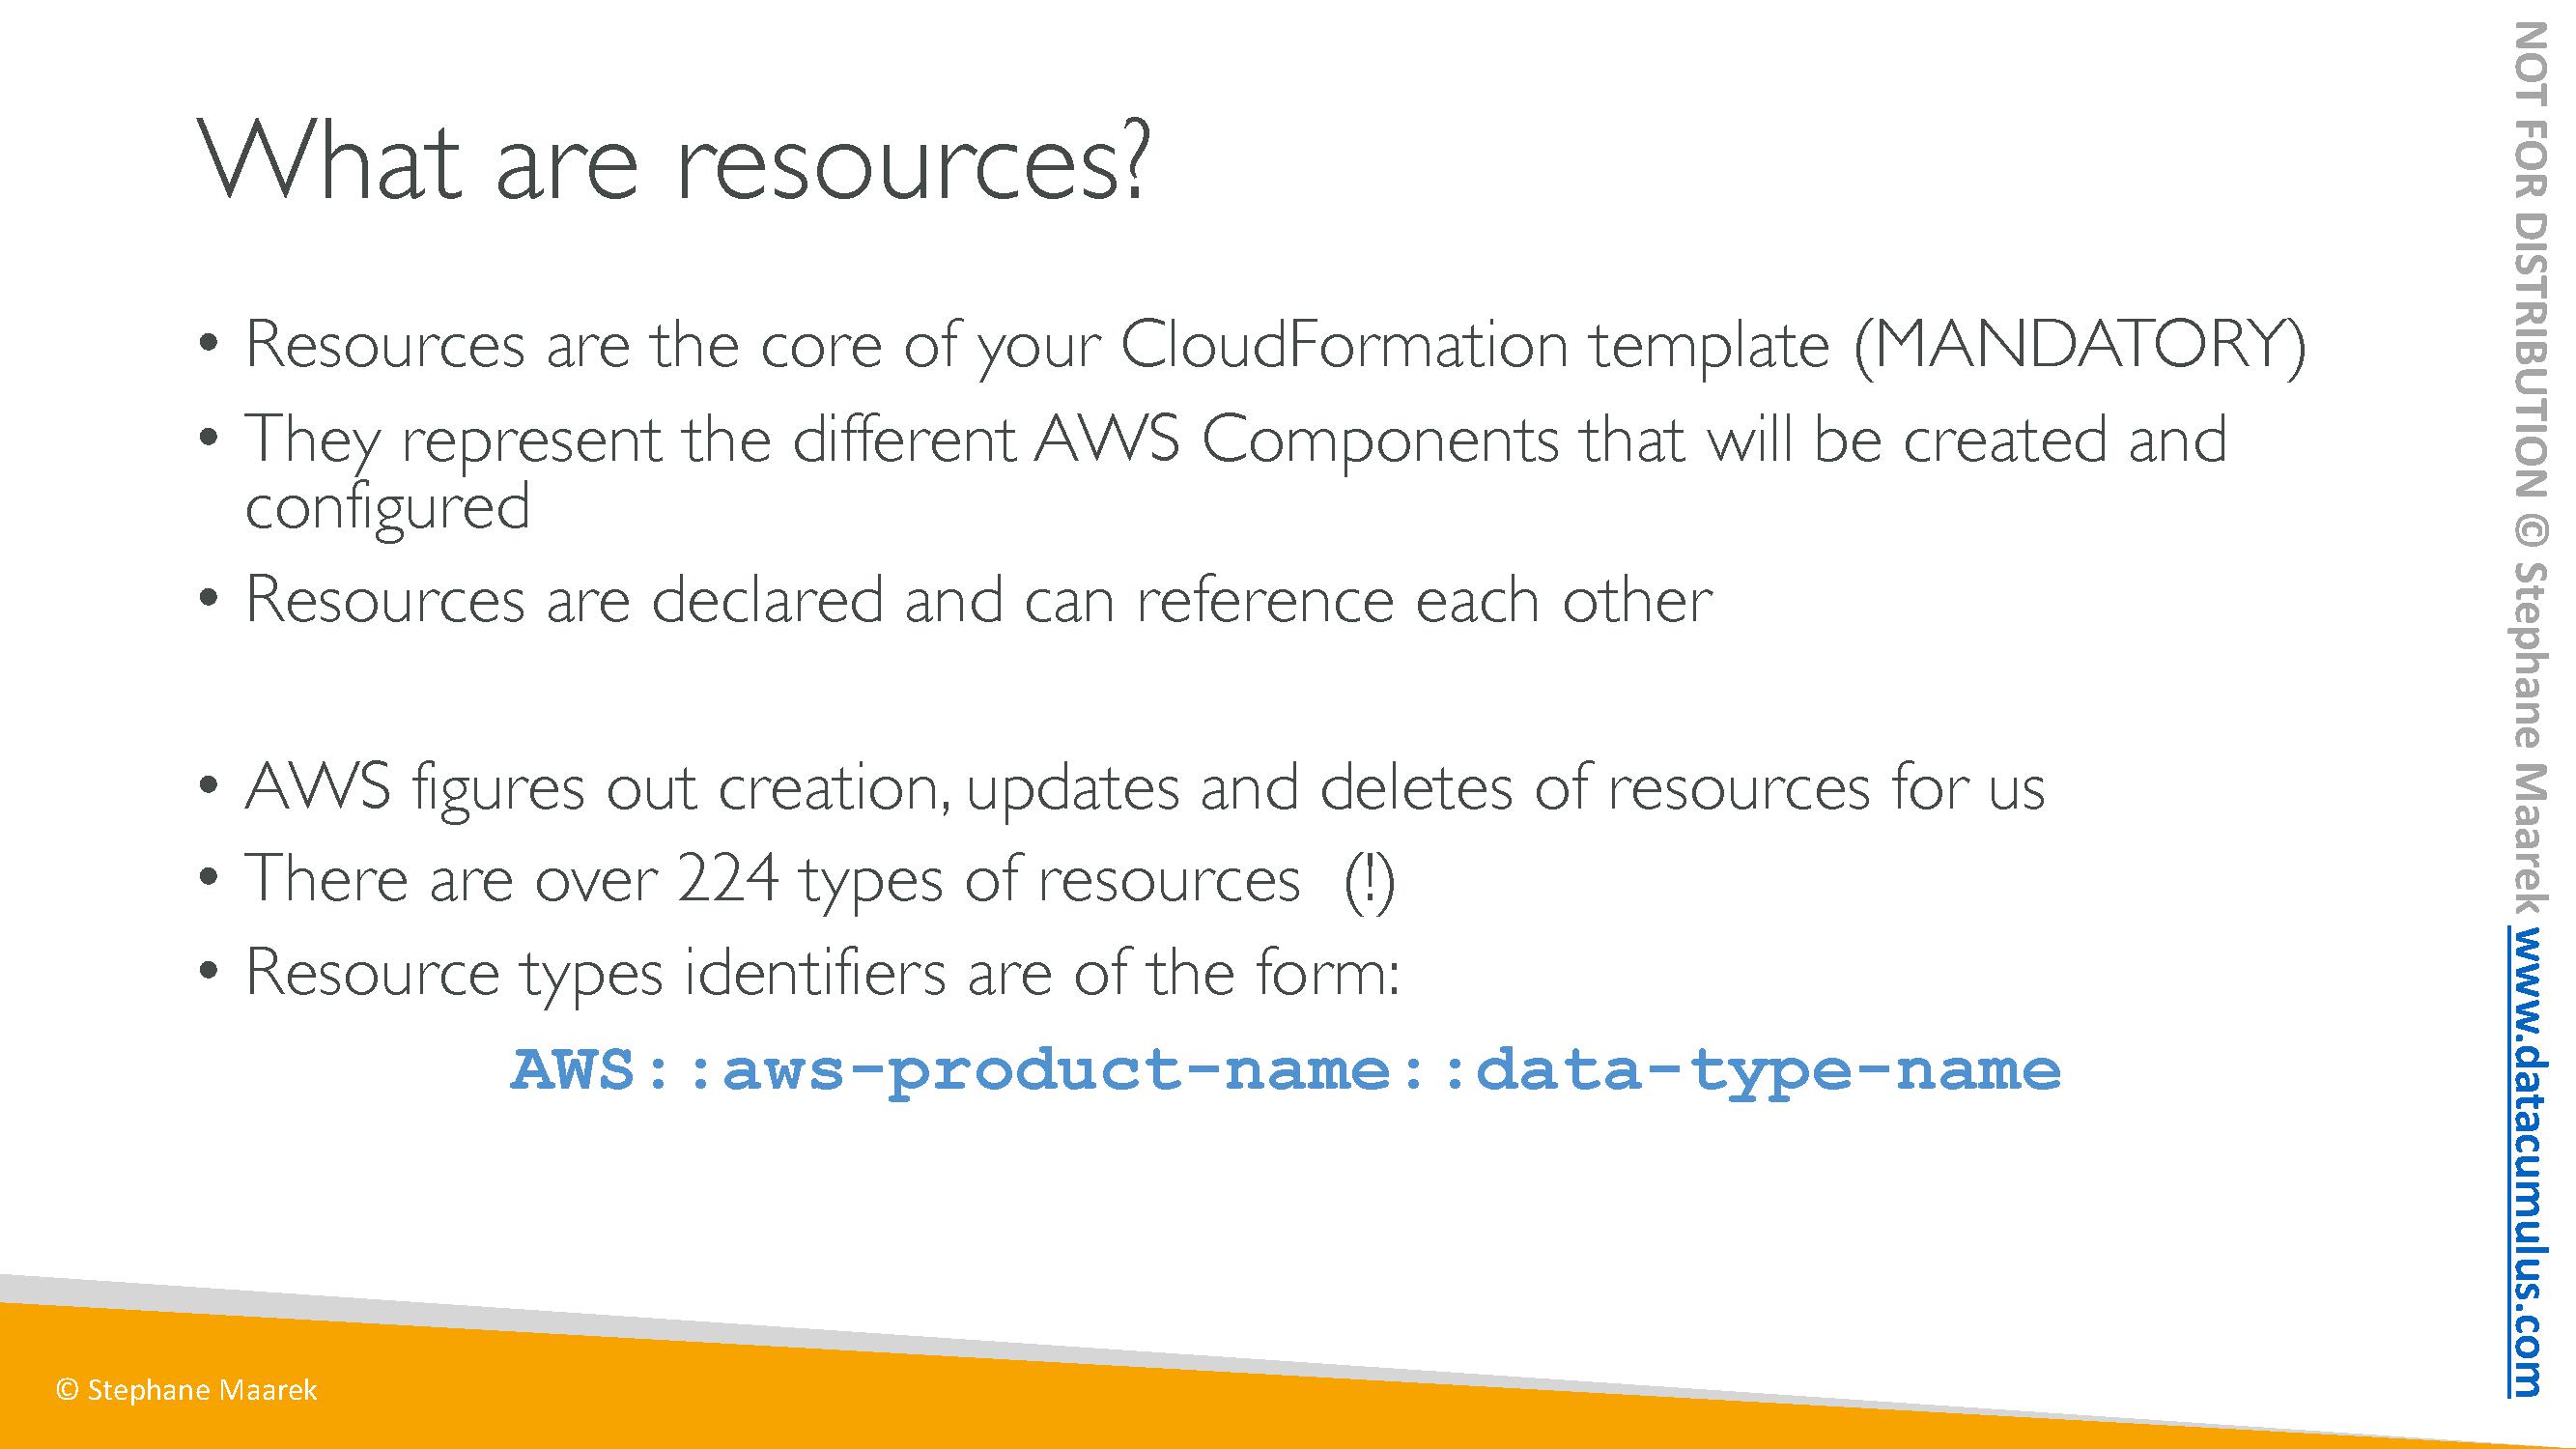 What are resources?
• Resources are the core of your CloudFormation template (MANDATORY)
• They represent the different AWS Components that will be created and
configured
• Resources are declared and can reference each other
• AWS figures out creation, updates and deletes of resources for us
• There are over 224 types of resources (!)
• Resource types identifiers are of the form:
AWS::aws-product-name::data-type-name
© Stephane Maarek
NOT FOR DISTRIBUTION © Stephane Maarek www.datacumulus.com